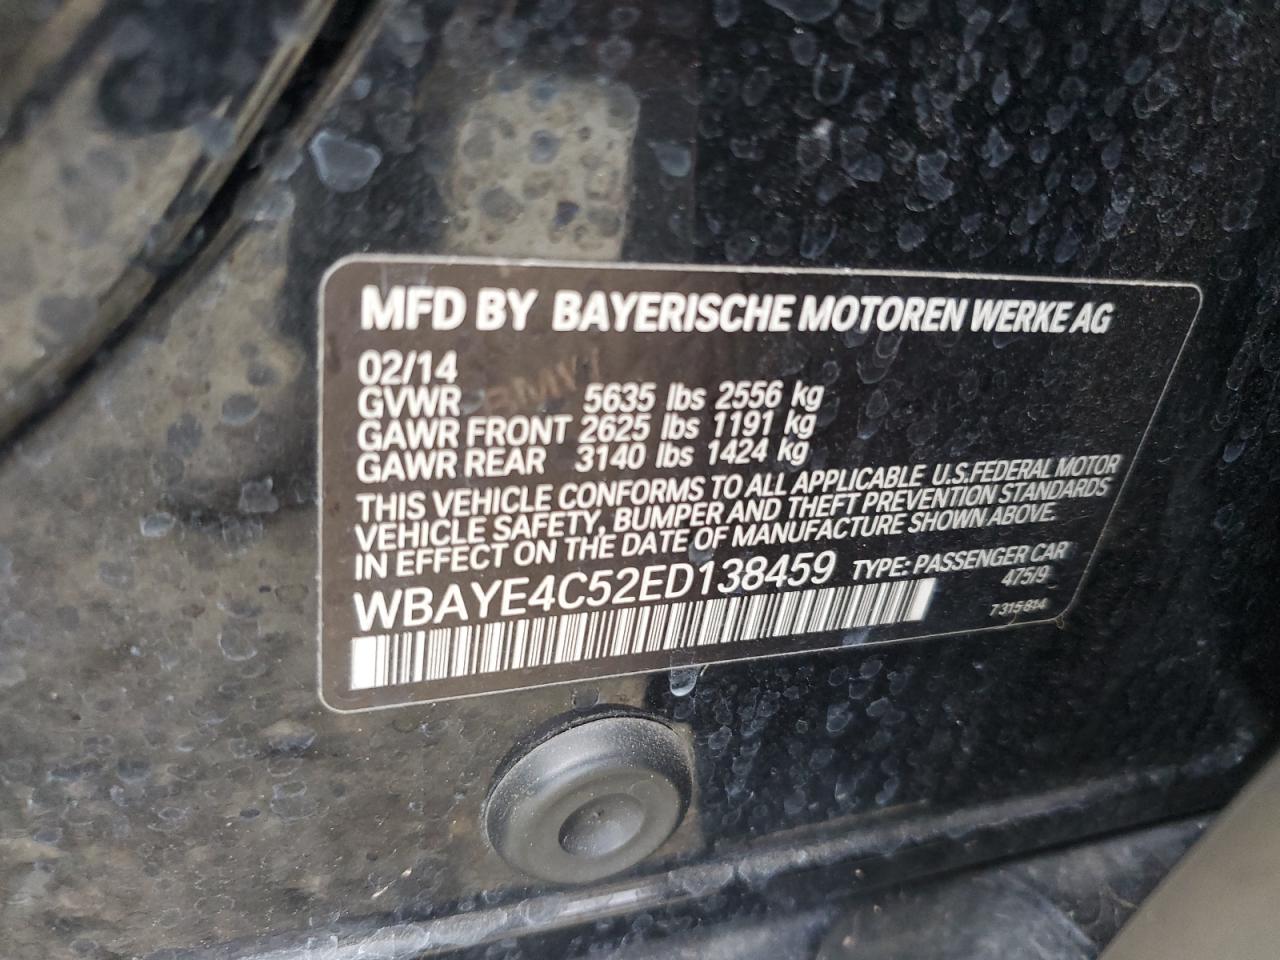 MFD BY BAYERISCHE MOTOREN WERKE AG
02/14
GVWR 5635 lbs 2556 kg
GAWR FRONT 2625 lbs 1191 kg
GAWR REAR 3140 lbs 1424 kg
THIS VEHICLE CONFORMS TO ALL APPLICABLE U.S.FEDERAL MOTOR
VEHICLE SAFETY, BUMPER AND THEFT PREVENTION STANDARDS
IN EFFECT ON THE DATE OF MANUFACTURE SHOWN ABOVE.
WBAYE4C52ED138459 TYPE: PASSENGER CAR
475/9
7 315 814